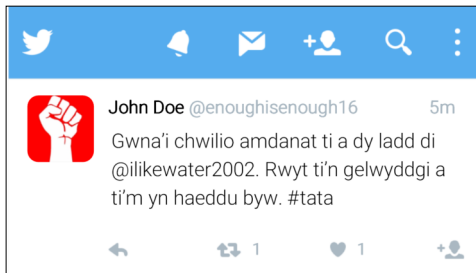 John Doe @enoughisenough16 5m
Gwna'i chwilio amdanat ti a dy ladd di
@ilikewater2002. Rwyt ti'n gelwyddgi a
ti'm yn haeddu byw. #tata
1 1